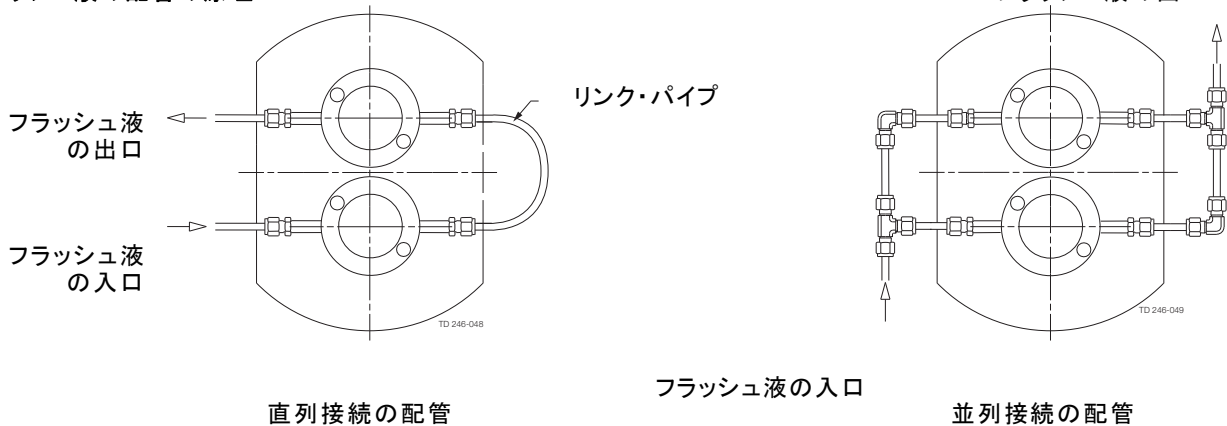 リンク・パイプ
フラッシュ液
の出口
フラッシュ液
の入口
TD 246-048
TD 246-049
フラッシュ液の入口
直列接続の配管
並列接続の配管